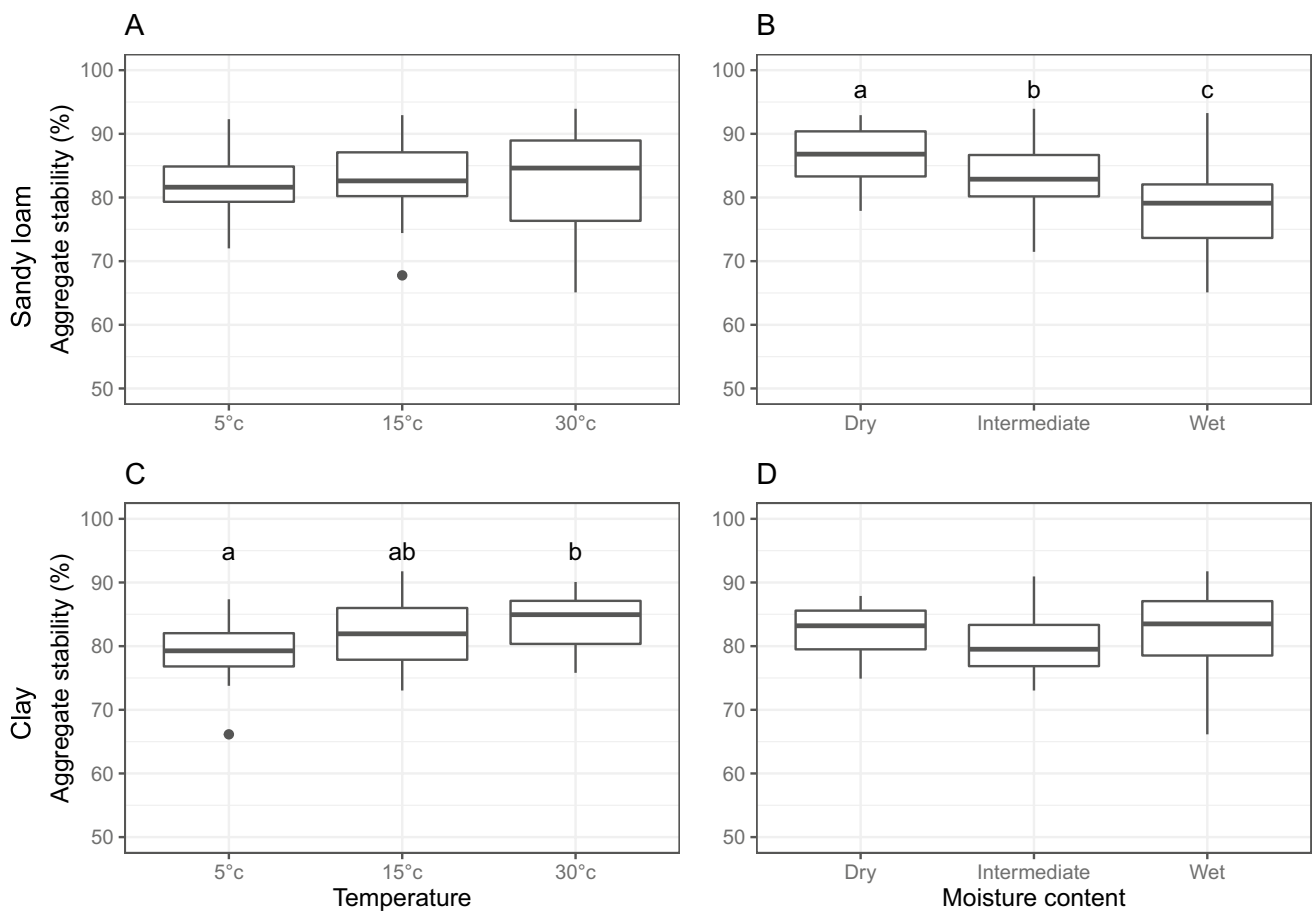 A
B
Sandy loam
Aggregate stability (%)
100
90
80
70
60
50
5°c
15°c
30°c
100
90
80
70
60
50
a
b
c
Dry
Intermediate
Wet
C
D
Clay
Aggregate stability (%)
100
90
80
70
60
50
a
ab
b
5°c
15°c
30°c
Temperature
100
90
80
70
60
50
Dry
Intermediate
Wet
Moisture content